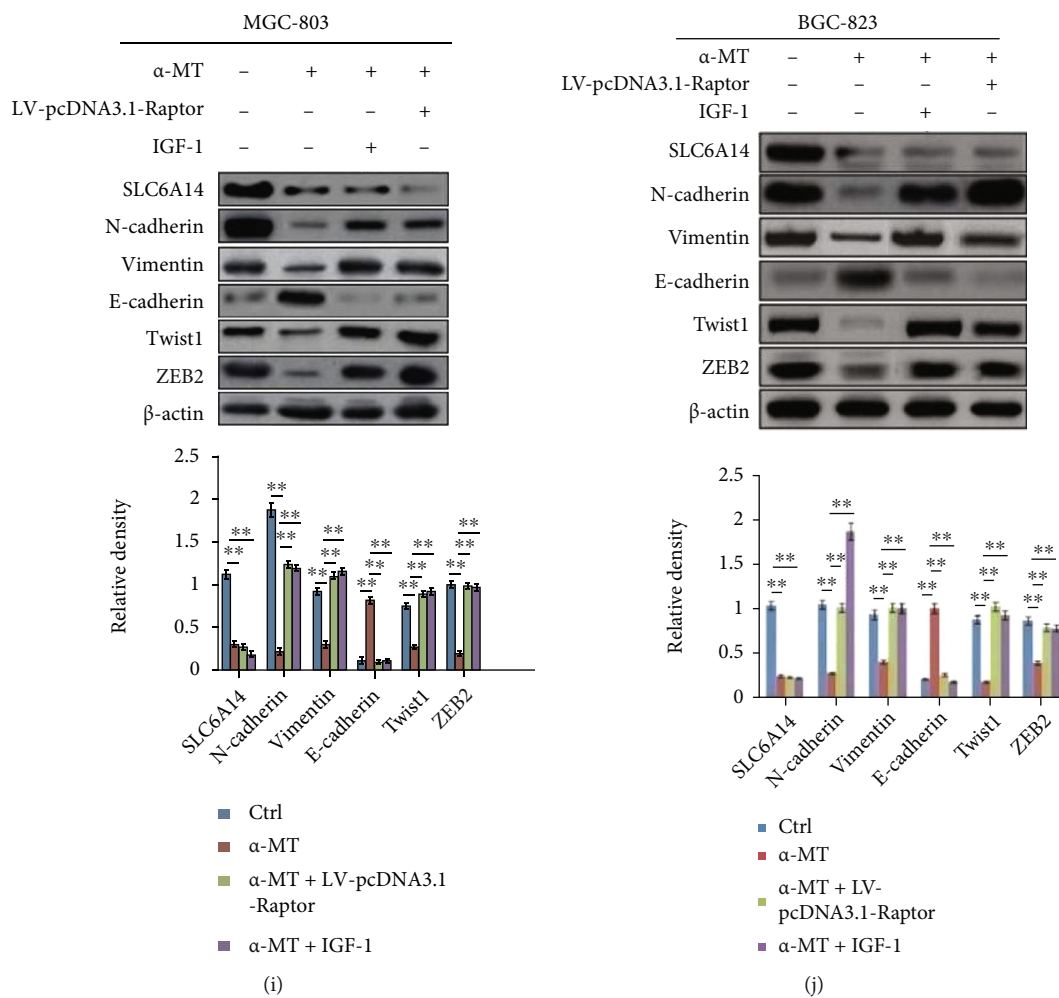 MGC-803
α-MT – + + +
LV-pcDNA3.1-Raptor – – – +
IGF-1 – – + –
SLC6A14
N-cadherin
Vimentin
E-cadherin
Twist1
ZEB2
β-actin
Relative density
2.5
2
1.5
1
0.5
0
** ** ** ** ** **
** ** ** ** ** **
** ** ** ** **
SLC6A14
N-cadherin
Vimentin
E-cadherin
Twist1
ZEB2
Ctrl
α-MT
α-MT + LV-pcDNA3.1
-Raptor
α-MT + IGF-1
(i)
BGC-823
α-MT – + + +
LV-pcDNA3.1-Raptor – – – +
IGF-1 – – + –
SLC6A14
N-cadherin
Vimentin
E-cadherin
Twist1
ZEB2
β-actin
Relative density
2.5
2
1.5
1
0.5
0
** ** ** ** ** **
** ** ** ** ** **
** ** ** ** **
SLC6A14
N-cadherin
Vimentin
E-cadherin
Twist1
ZEB2
Ctrl
α-MT
α-MT + LV-
pcDNA3.1-Raptor
α-MT + IGF-1
(j)